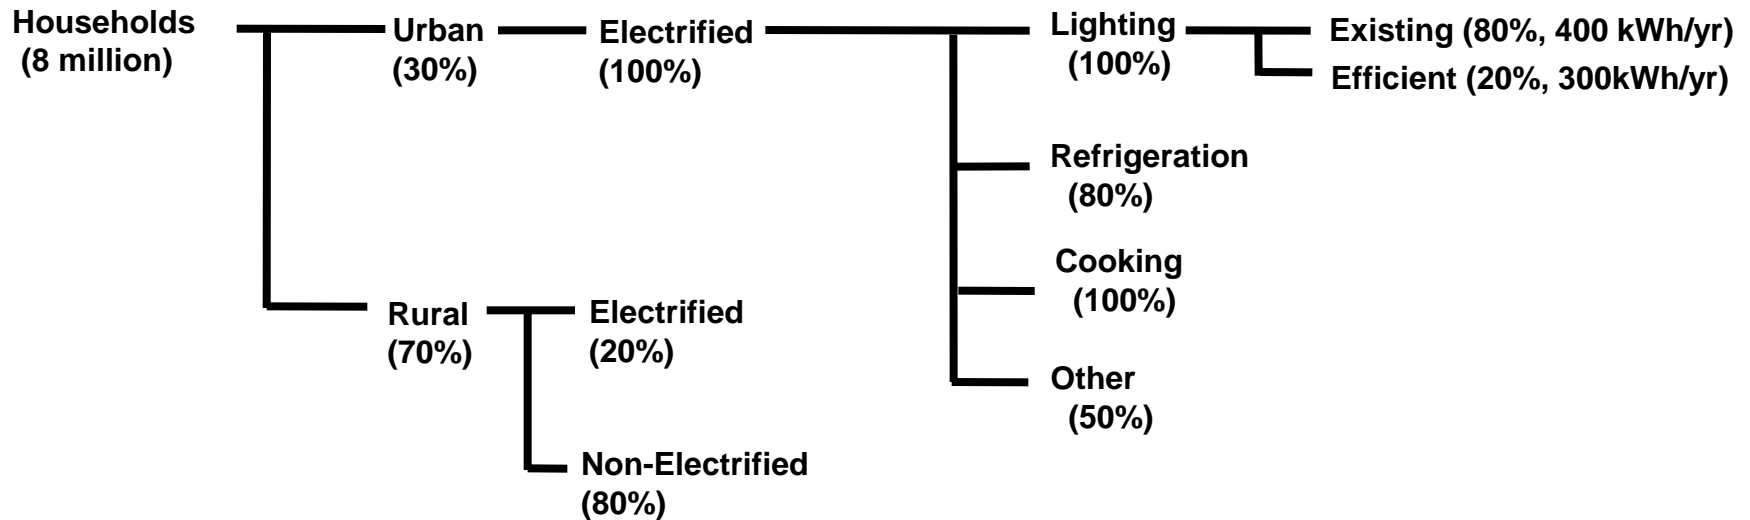 Households
(8 million)
Urban
(30%)
Electrified
(100%)
Lighting
(100%)
Existing (80%, 400 kWh/yr)
Efficient (20%, 300kWh/yr)
Refrigeration
(80%)
Cooking
(100%)
Other
(50%)
Rural
(70%)
Electrified
(20%)
Non-Electrified
(80%)